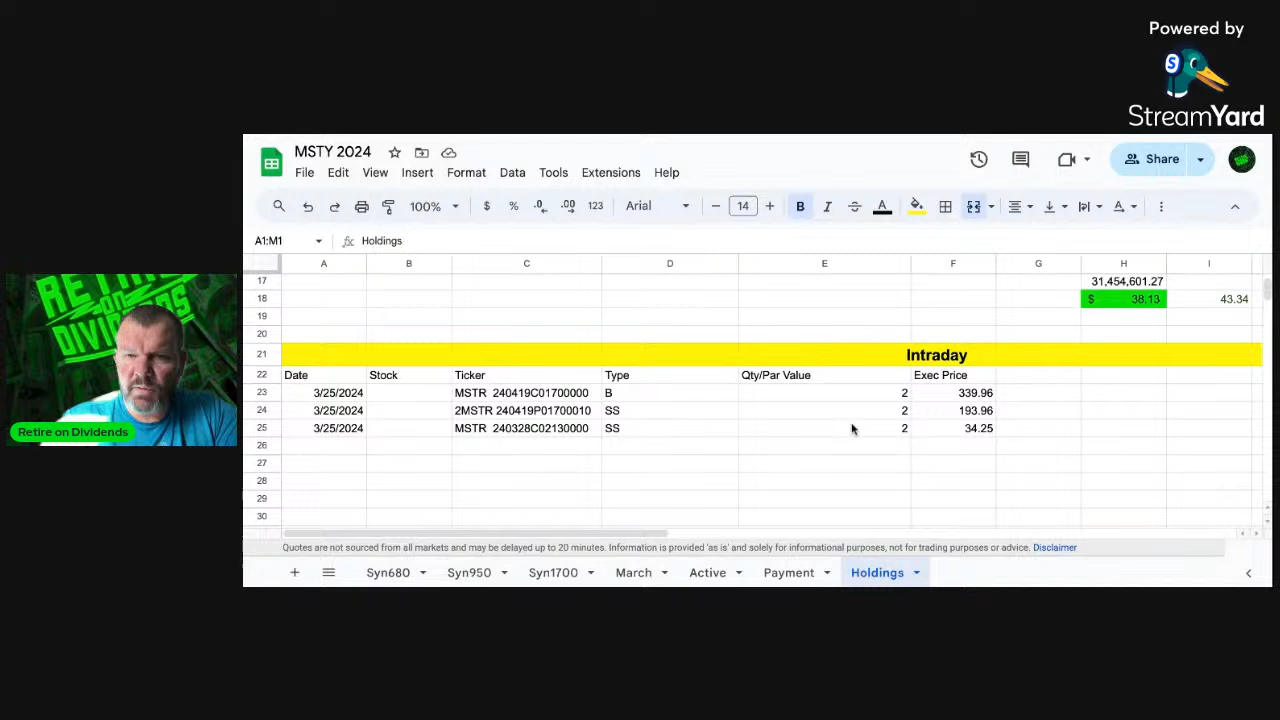 Powered by
S
StreamYard
MSTY 2024
Share
File Edit View Insert Format Data Tools Extensions Help
100% $ % .0 .00 123 Arial 14 B I A
A1:M1 fx Holdings
A B C D E F G H I
17 31,454,601.27
18 $ 38.13 43.34
19
20
21 Intraday
22 Date Stock Ticker Type Qty/Par Value Exec Price
23 3/25/2024 MSTR 240419C01700000 B 2 339.96
24 3/25/2024 2MSTR 240419P01700010 SS 2 193.96
25 3/25/2024 MSTR 240328C02130000 SS 2 34.25
26
27
28
29
30
Quotes are not sourced from all markets and may be delayed up to 20 minutes. Information is provided 'as is' and solely for informational purposes, not for trading purposes or advice. Disclaimer
Syn680 Syn950 Syn1700 March Active Payment Holdings
RETIRE
ON
DIVIDENDS
Retire on Dividends